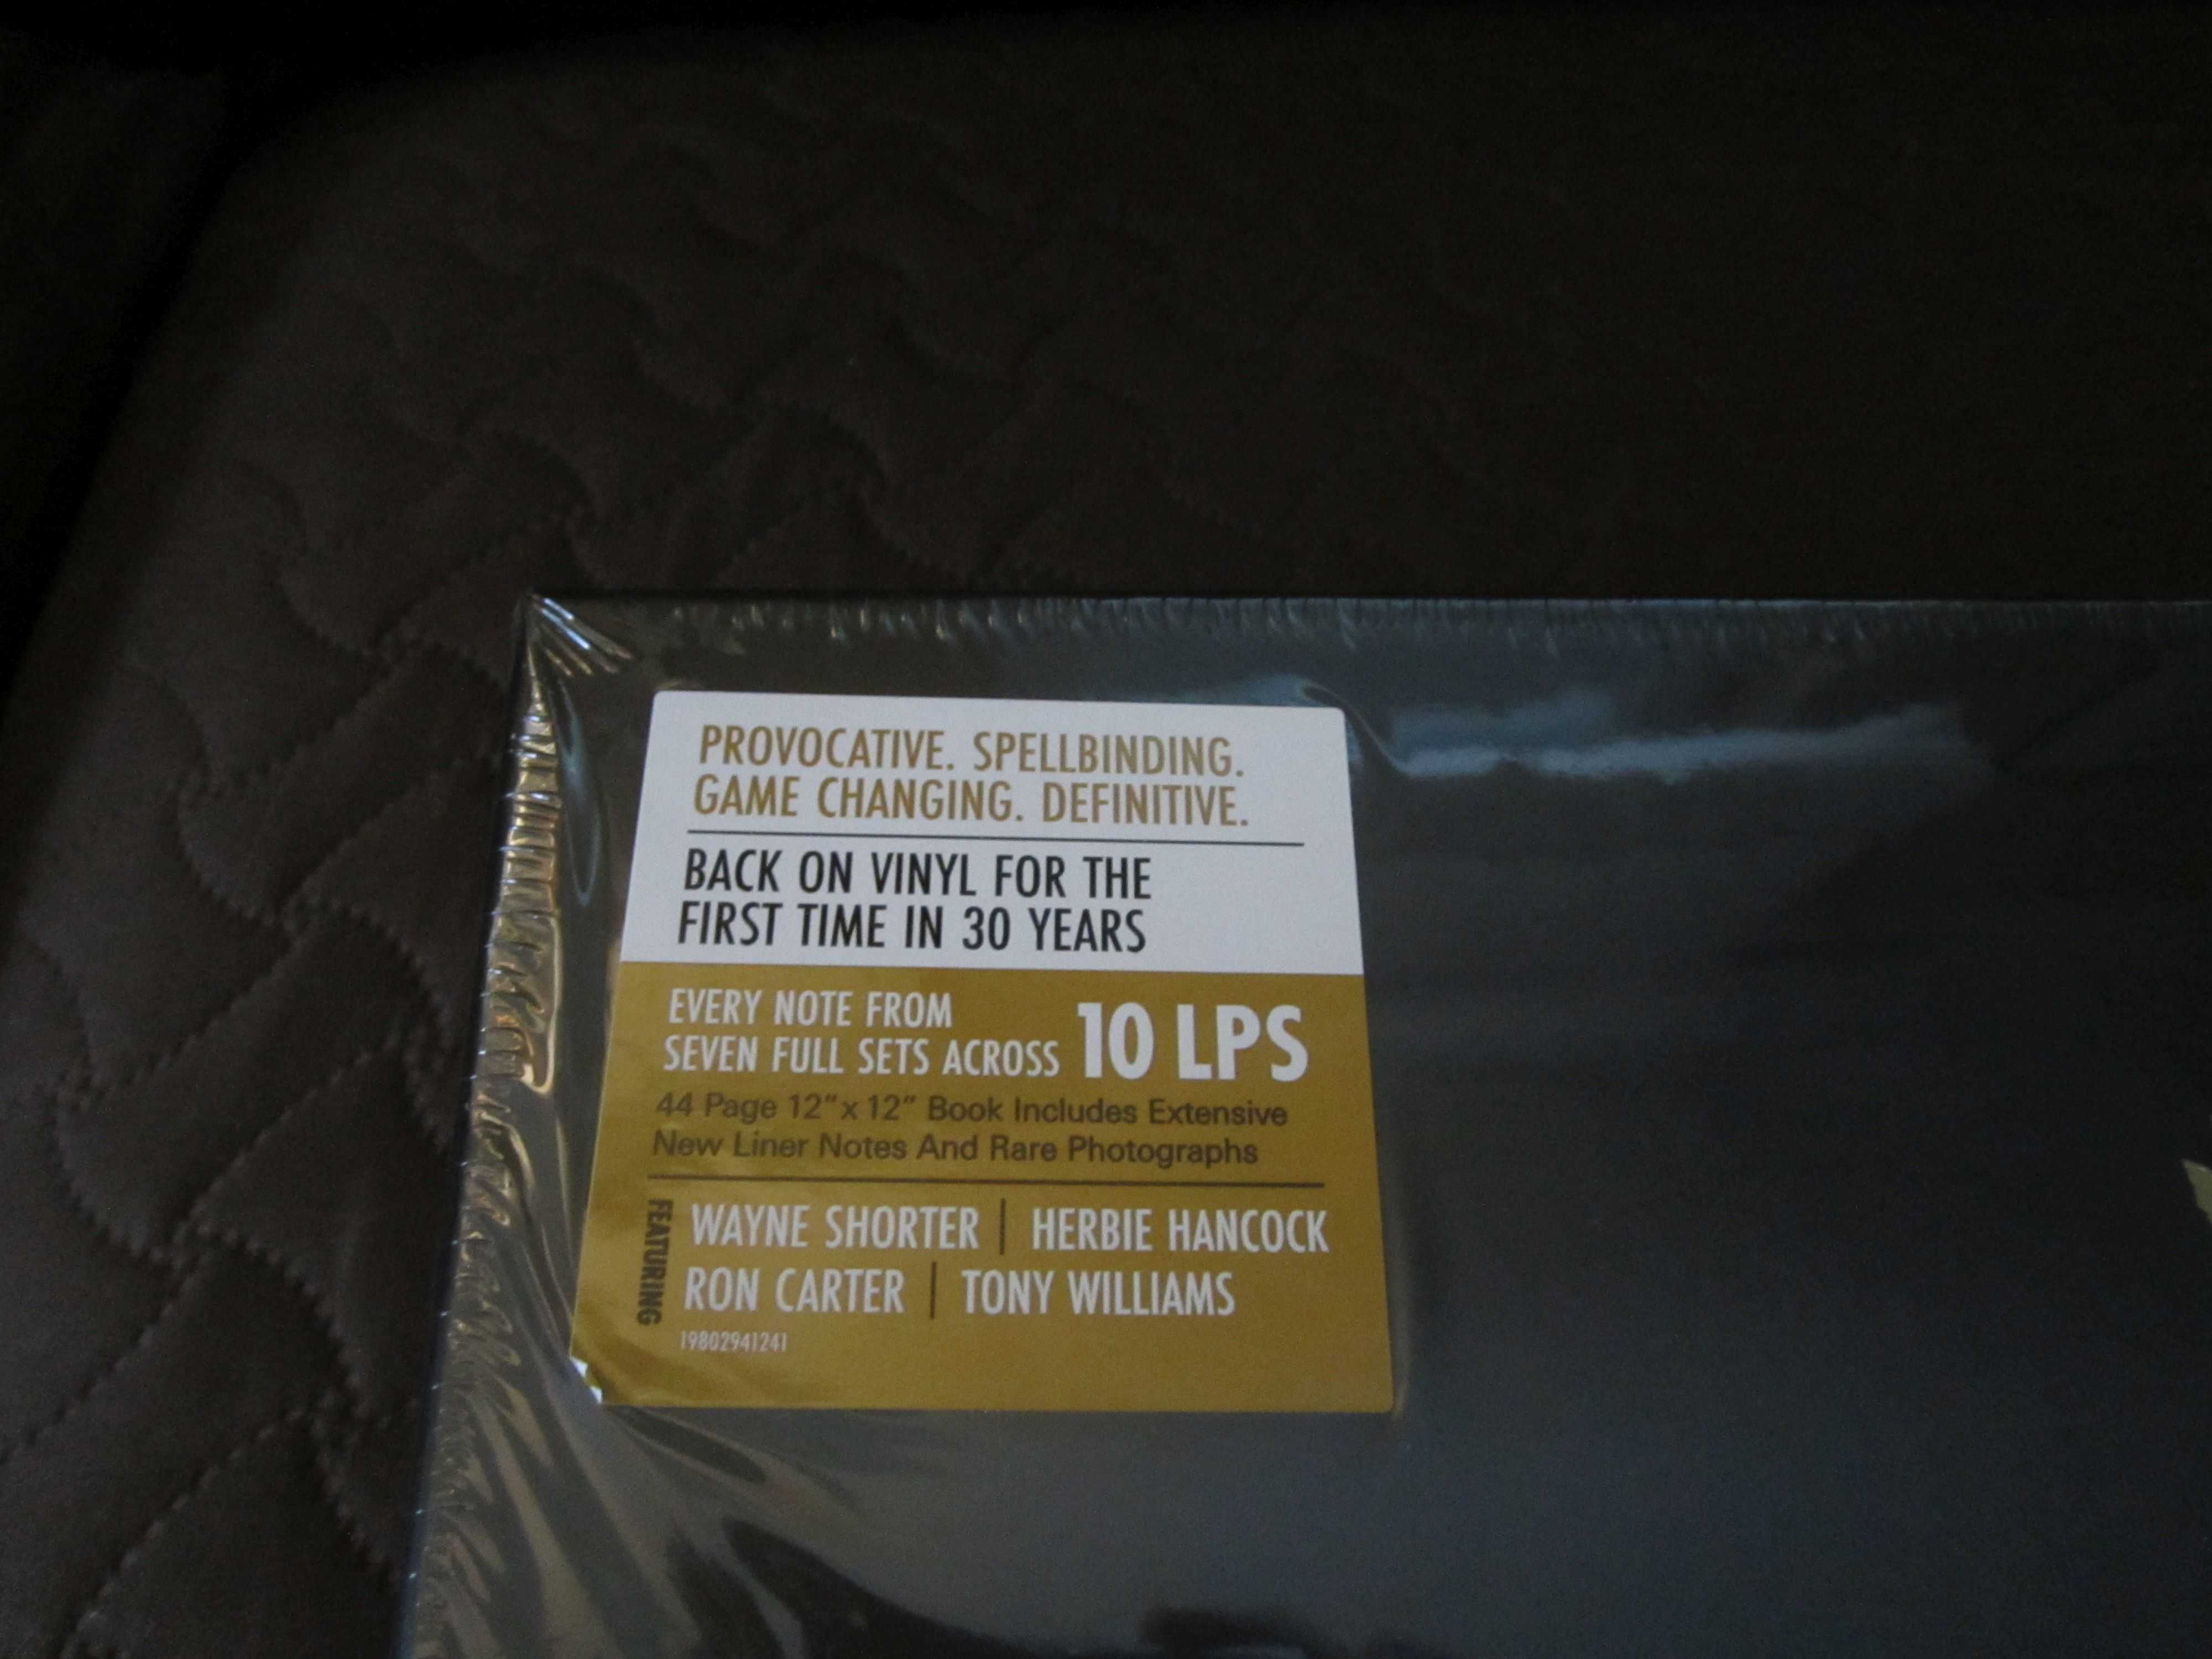 PROVOCATIVE. SPELLBINDING.
GAME CHANGING. DEFINITIVE.
BACK ON VINYL FOR THE
FIRST TIME IN 30 YEARS
EVERY NOTE FROM
SEVEN FULL SETS ACROSS 10 LPS
44 Page 12" x 12" Book Includes Extensive
New Liner Notes And Rare Photographs
FEATURING
WAYNE SHORTER | HERBIE HANCOCK
RON CARTER | TONY WILLIAMS
19802941241